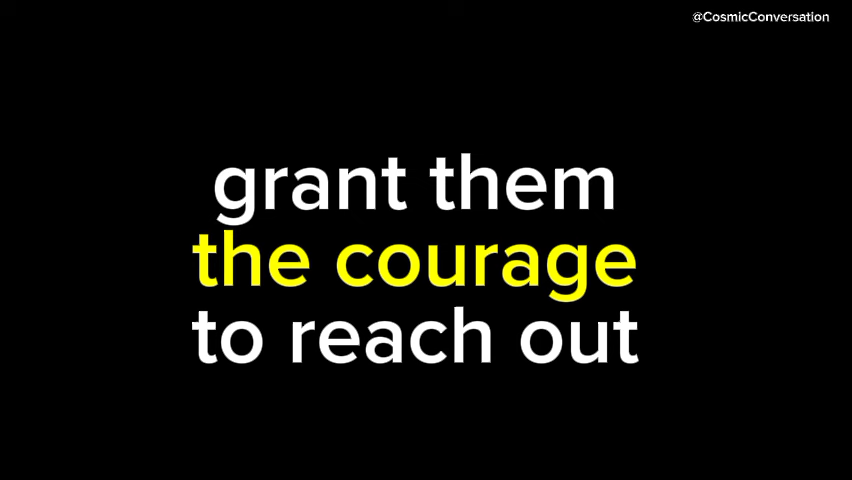 @CosmicConversation
grant them
the courage
to reach out